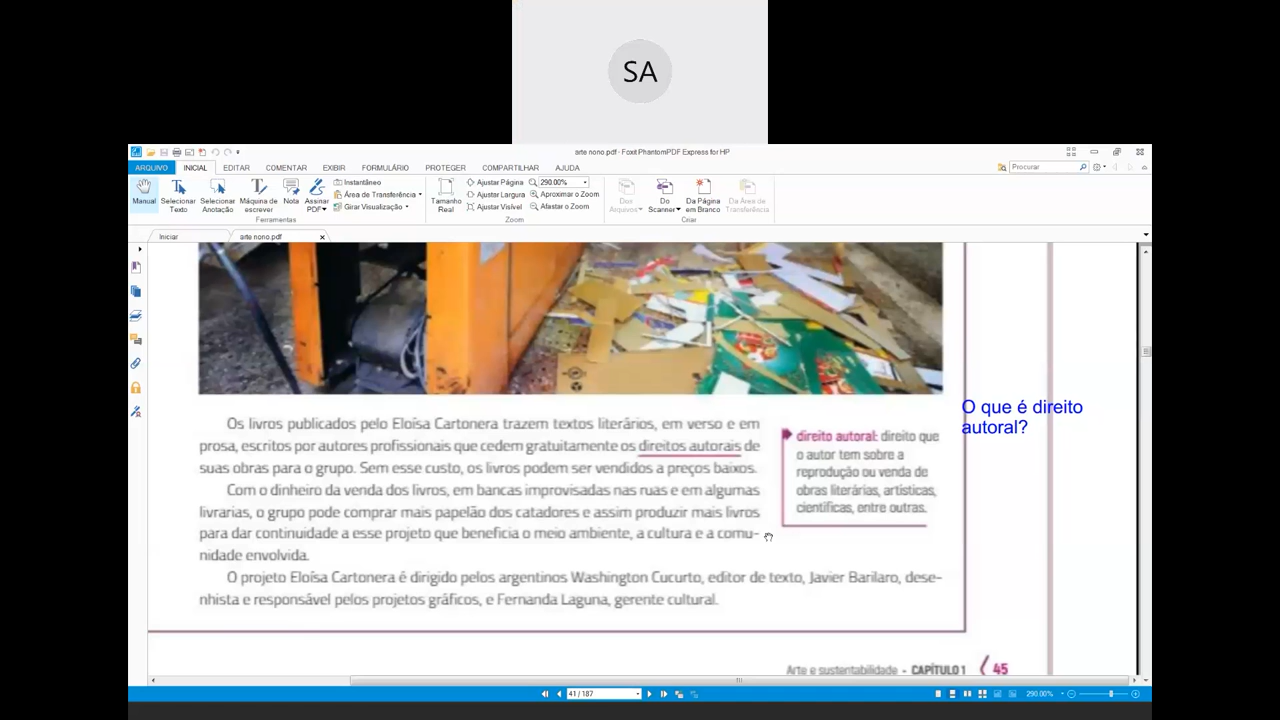 SA
arte nono.pdf - Foxit PhantomPDF Express for HP
ARQUIVO INICIAL EDITAR COMENTAR EXIBIR FORMULÁRIO PROTEGER COMPARTILHAR AJUDA
Procurar
Manual
Selecionar Texto
Selecionar Anotação
Máquina de escrever
Nota
Assinar PDF
Instantâneo
Área de Transferência
Girar Visualização
Ferramentas
Tamanho Real
Ajustar Página
Ajustar Largura
Ajustar Visível
290.00%
Aproximar o Zoom
Afastar o Zoom
Zoom
Dos Arquivos
Do Scanner
Da Página em Branco
Da Área de Transferência
Criar
Iniciar
arte nono.pdf
Os livros publicados pelo Eloísa Cartonera trazem textos literários, em verso e em
prosa, escritos por autores profissionais que cedem gratuitamente os direitos autorais de
suas obras para o grupo. Sem esse custo, os livros podem ser vendidos a preços baixos.
Com o dinheiro da venda dos livros, em bancas improvisadas nas ruas e em algumas
livrarias, o grupo pode comprar mais papelão dos catadores e assim produzir mais livros
para dar continuidade a esse projeto que beneficia o meio ambiente, a cultura e a comu-
nidade envolvida.
O projeto Eloísa Cartonera é dirigido pelos argentinos Washington Cucurto, editor de texto, Javier Barilaro, dese-
nhista e responsável pelos projetos gráficos, e Fernanda Laguna, gerente cultural.
direito autoral: direito que
o autor tem sobre a
reprodução ou venda de
obras literárias, artísticas,
científicas, entre outras.
O que é direito
autoral?
Arte e sustentabilidade - CAPÍTULO 1 45
41 / 187
290.00%